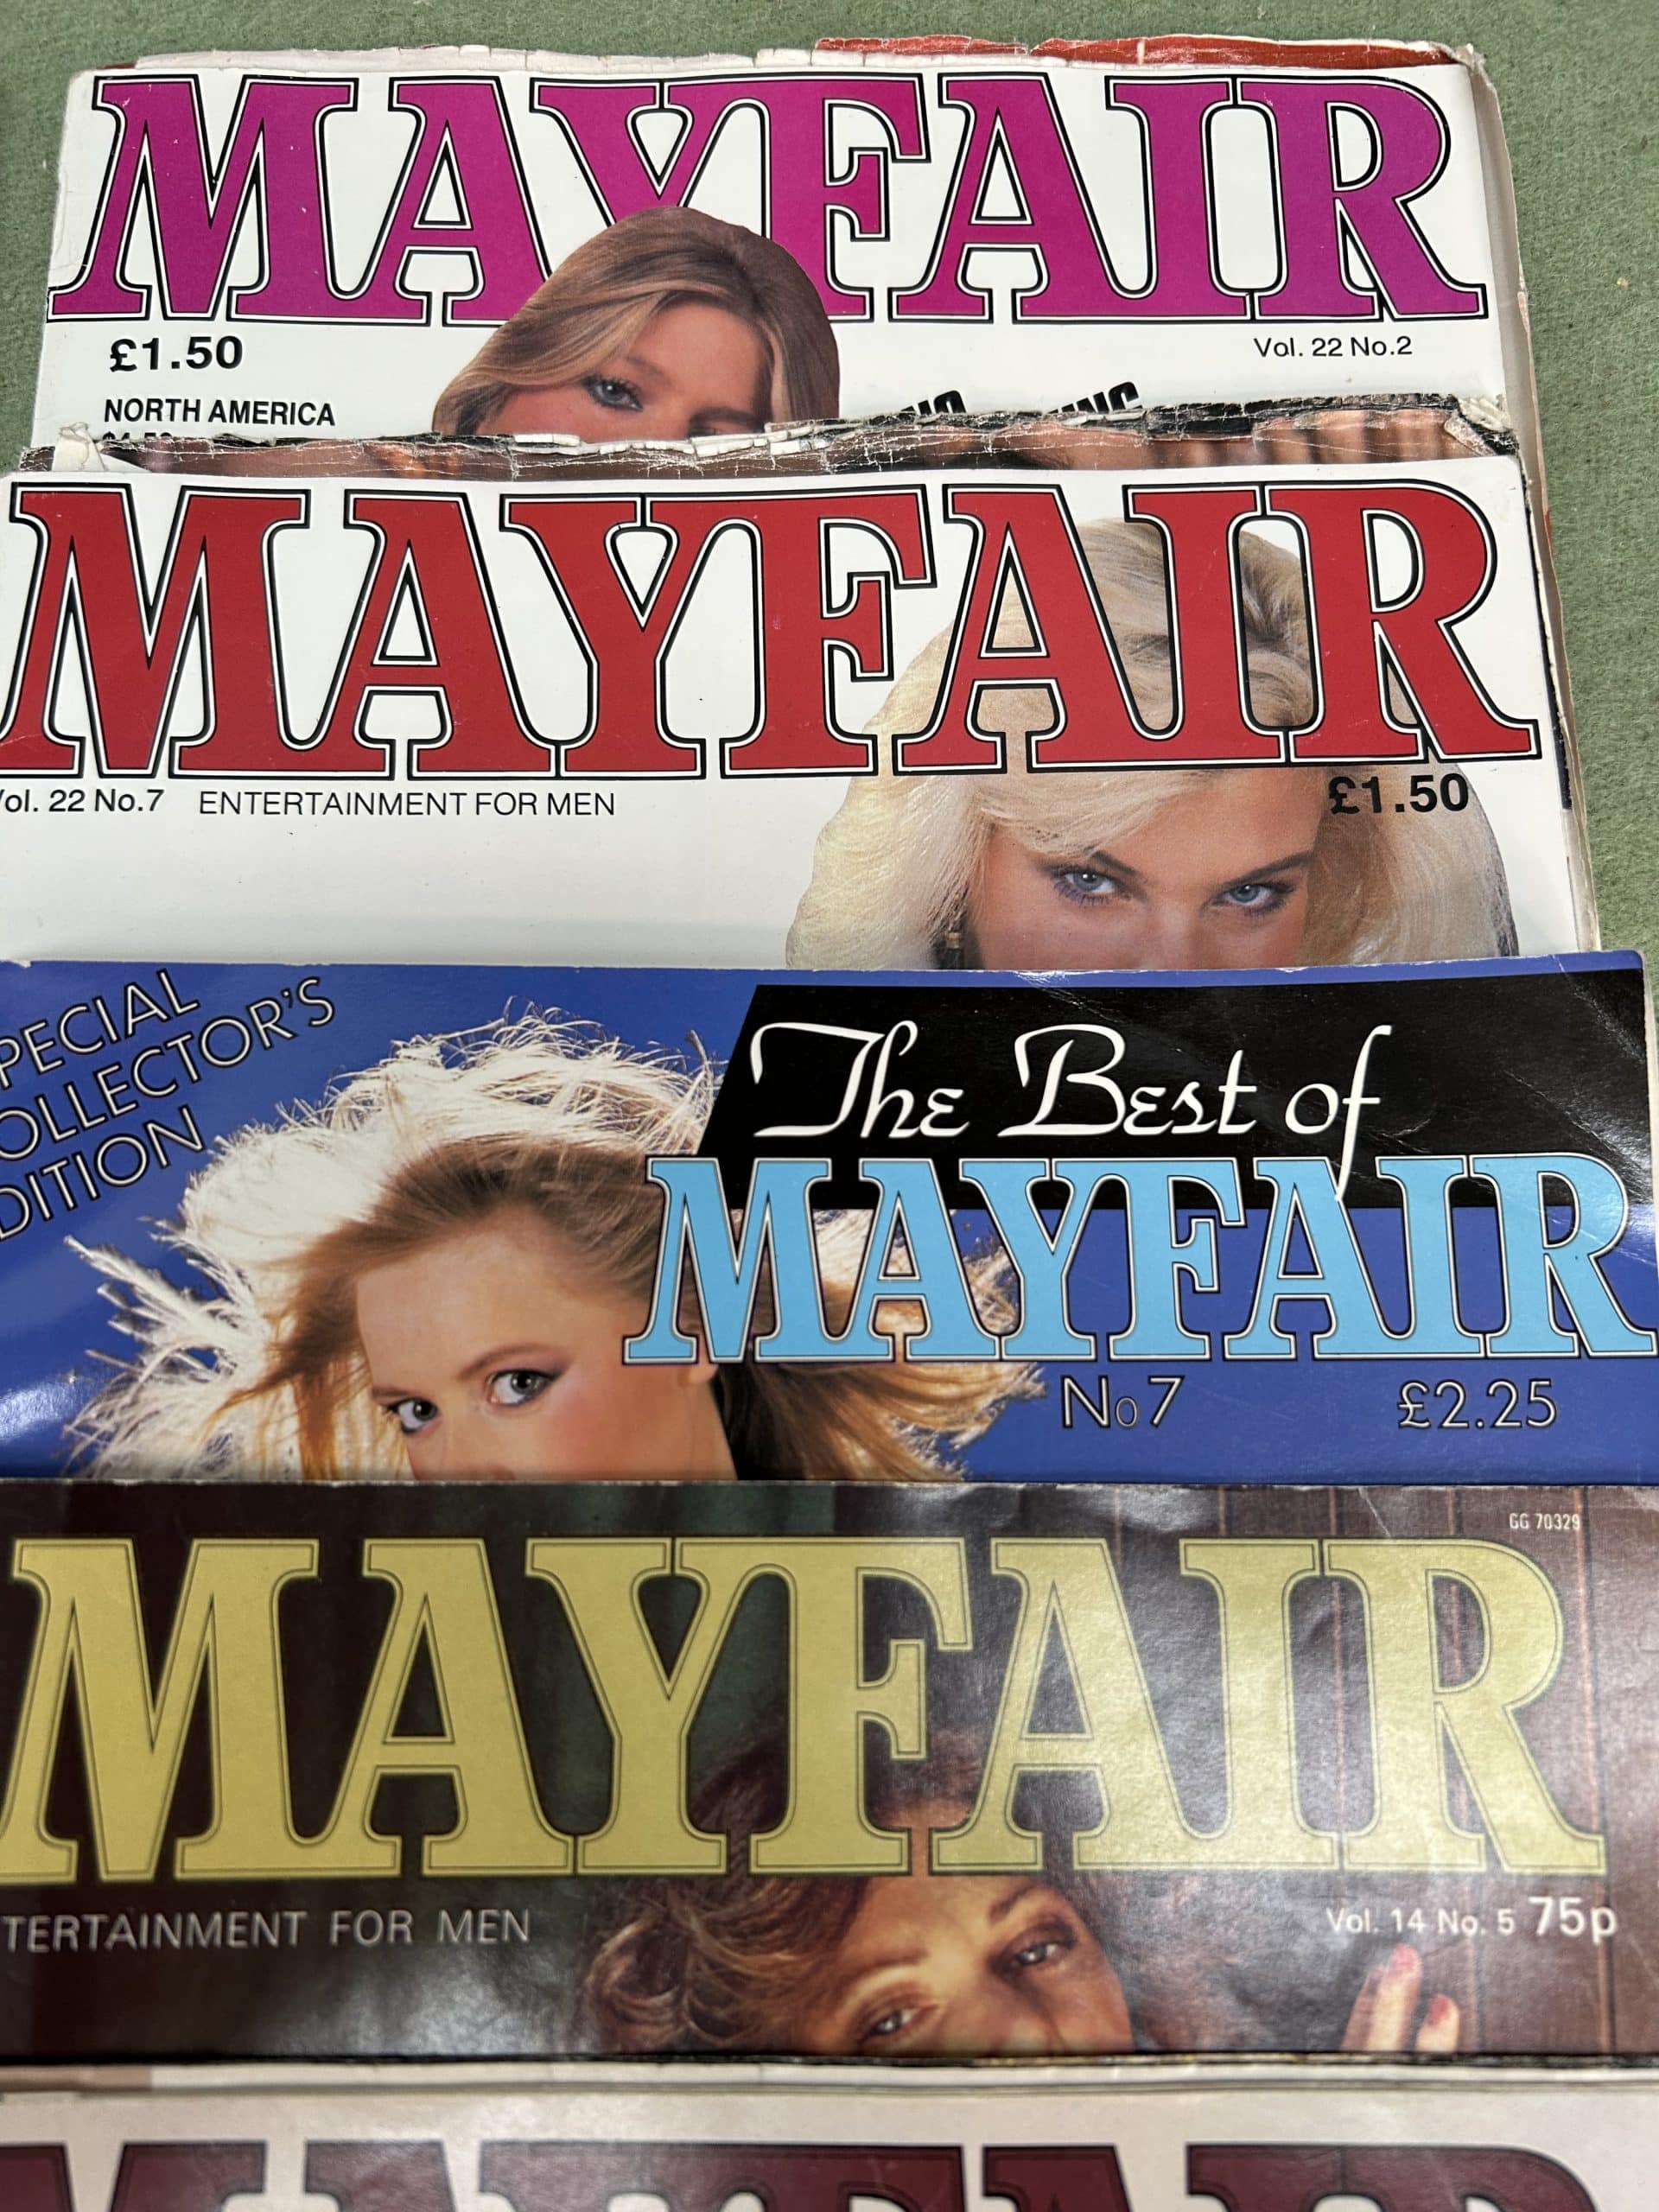 MAYFAIR
£1.50
Vol. 22 No.2
NORTH AMERICA
MAYFAIR
Vol. 22 No.7 ENTERTAINMENT FOR MEN
£1.50
PECIAL
OLLECTOR'S
DITION
The Best of
MAYFAIR
No7 £2.25
GG 70329
MAYFAIR
TERTAINMENT FOR MEN
Vol. 14 No. 5 75p
MAYFAIR